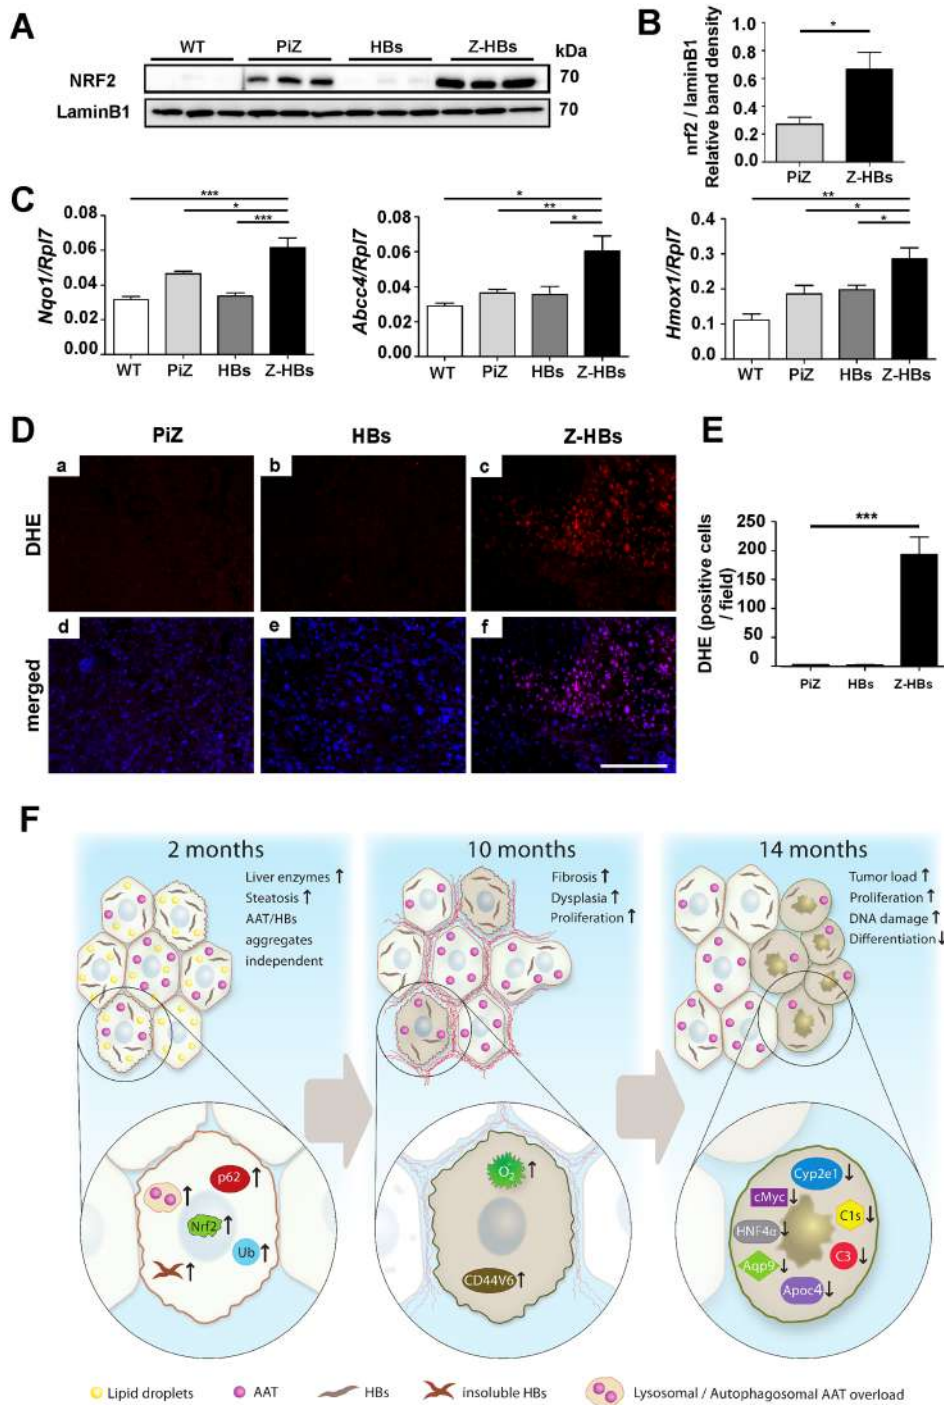 A
WT PiZ HBs Z-HBs kDa
NRF2 70
LaminB1 70
B
nrf2 / laminB1
Relative band density
*
1.0
0.8
0.6
0.4
0.2
0.0
PiZ Z-HBs
C
Nqo1/Rpl7
***
*
***
0.08
0.06
0.04
0.02
0.00
WT PiZ HBs Z-HBs
Abcc4/Rpl7
*
**
*
0.08
0.06
0.04
0.02
0.00
WT PiZ HBs Z-HBs
Hmox1/Rpl7
**
*
*
0.4
0.3
0.2
0.1
0.0
WT PiZ HBs Z-HBs
D
PiZ HBs Z-HBs
DHE
a b c
merged
d e f
E
DHE (positive cells
/ field)
***
250
200
150
100
50
0
PiZ HBs Z-HBs
F
2 months
Liver enzymes ↑
Steatosis ↑
AAT/HBs
aggregates
independent
10 months
Fibrosis ↑
Dysplasia ↑
Proliferation ↑
14 months
Tumor load ↑
Proliferation ↑
DNA damage ↑
Differentiation ↓
p62 ↑
↑
Nrf2 ↑
Ub ↑
↑
O₂⁻ ↑
CD44V6 ↑
Cyp2e1 ↓
cMyc ↓
C1s ↓
HNF4α ↓
C3 ↓
Aqp9 ↓
Apoc4 ↓
Lipid droplets AAT HBs insoluble HBs Lysosomal / Autophagosomal AAT overload